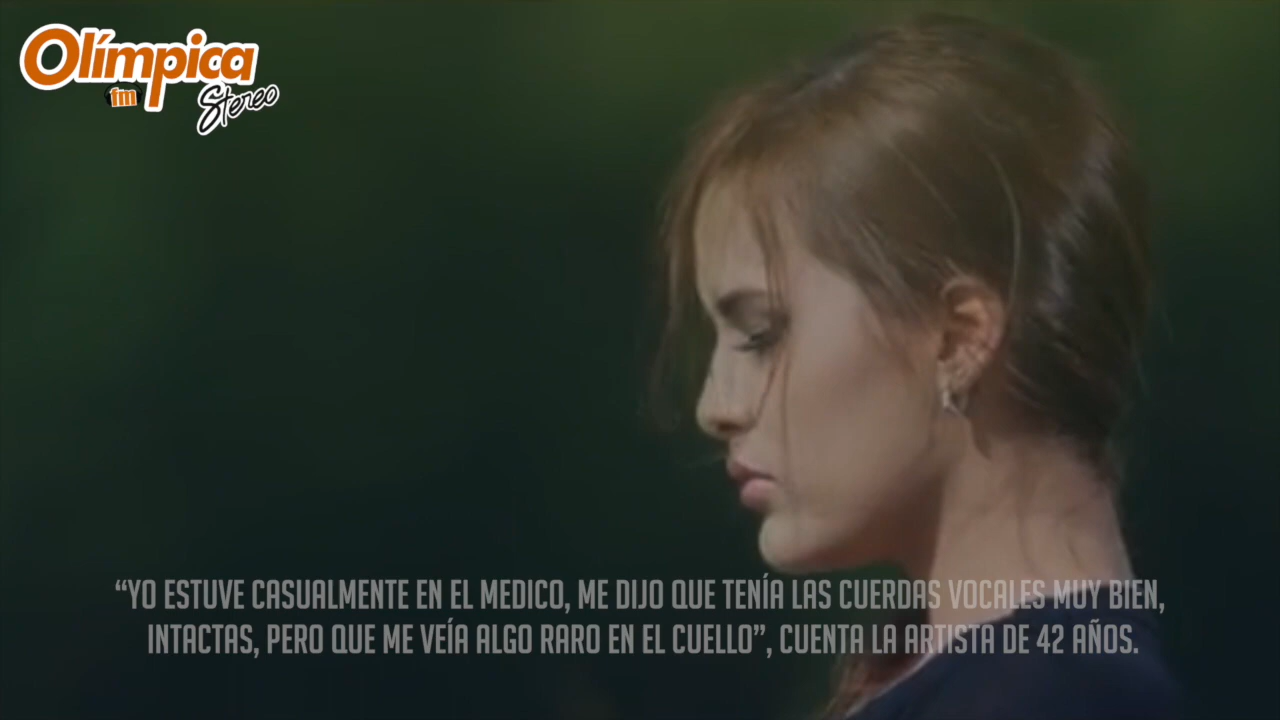 Olímpica
fm Stereo
“YO ESTUVE CASUALMENTE EN EL MEDICO, ME DIJO QUE TENÍA LAS CUERDAS VOCALES MUY BIEN,
INTACTAS, PERO QUE ME VEÍA ALGO RARO EN EL CUELLO”, CUENTA LA ARTISTA DE 42 AÑOS.